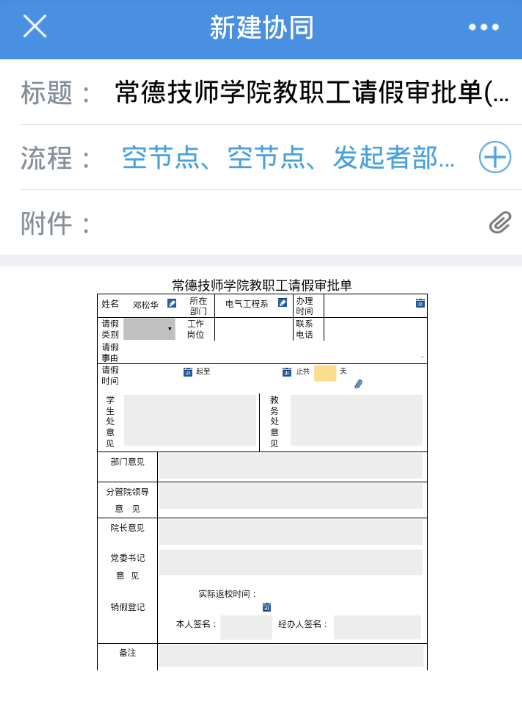 新建协同
标题： 常德技师学院教职工请假审批单(...
流程： 空节点、空节点、发起者部...
附件：
常德技师学院教职工请假审批单
姓名 邓松华 所在部门 电气工程系 办理时间
请假类别 工作岗位 联系电话
请假事由
请假时间 起至 止共 天
学生处意见 教务处意见
部门意见
分管院领导意 见
院长意见
党委书记意 见
实际返校时间：
销假登记
本人签名： 经办人签名：
备注